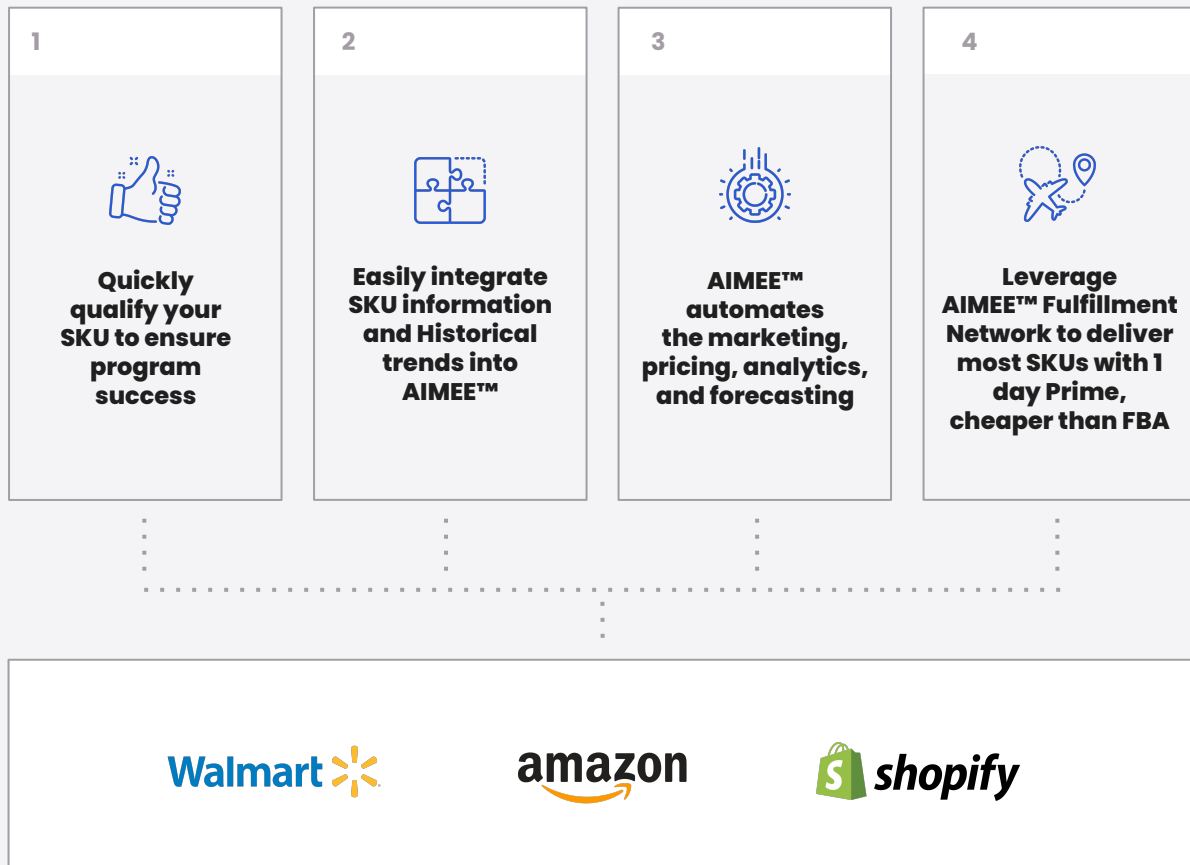 1
Quickly
qualify your
SKU to ensure
program
success
2
Easily integrate
SKU information
and Historical
trends into
AIMEE™
3
AIMEE™
automates
the marketing,
pricing, analytics,
and forecasting
4
Leverage
AIMEE™ Fulfillment
Network to deliver
most SKUs with 1
day Prime,
cheaper than FBA
Walmart
amazon
shopify